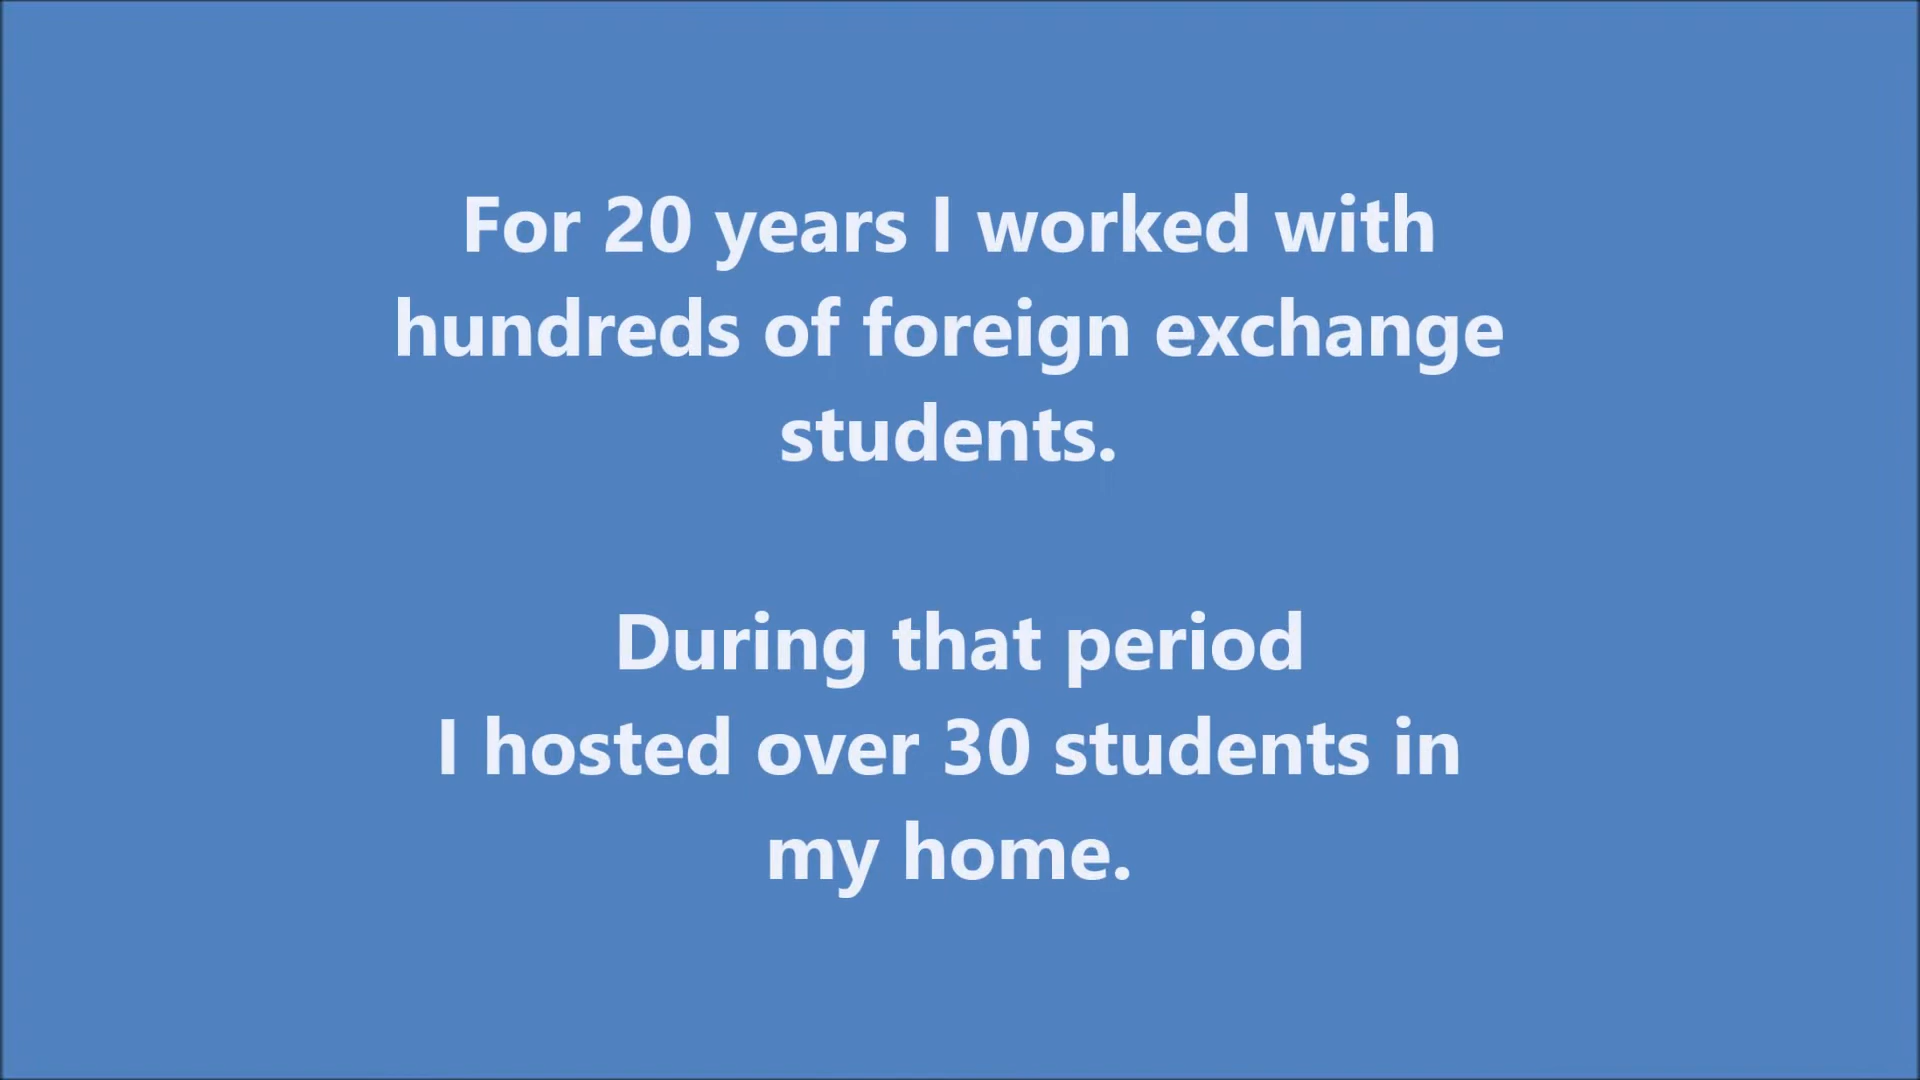 For 20 years I worked with
hundreds of foreign exchange
students.
During that period
I hosted over 30 students in
my home.